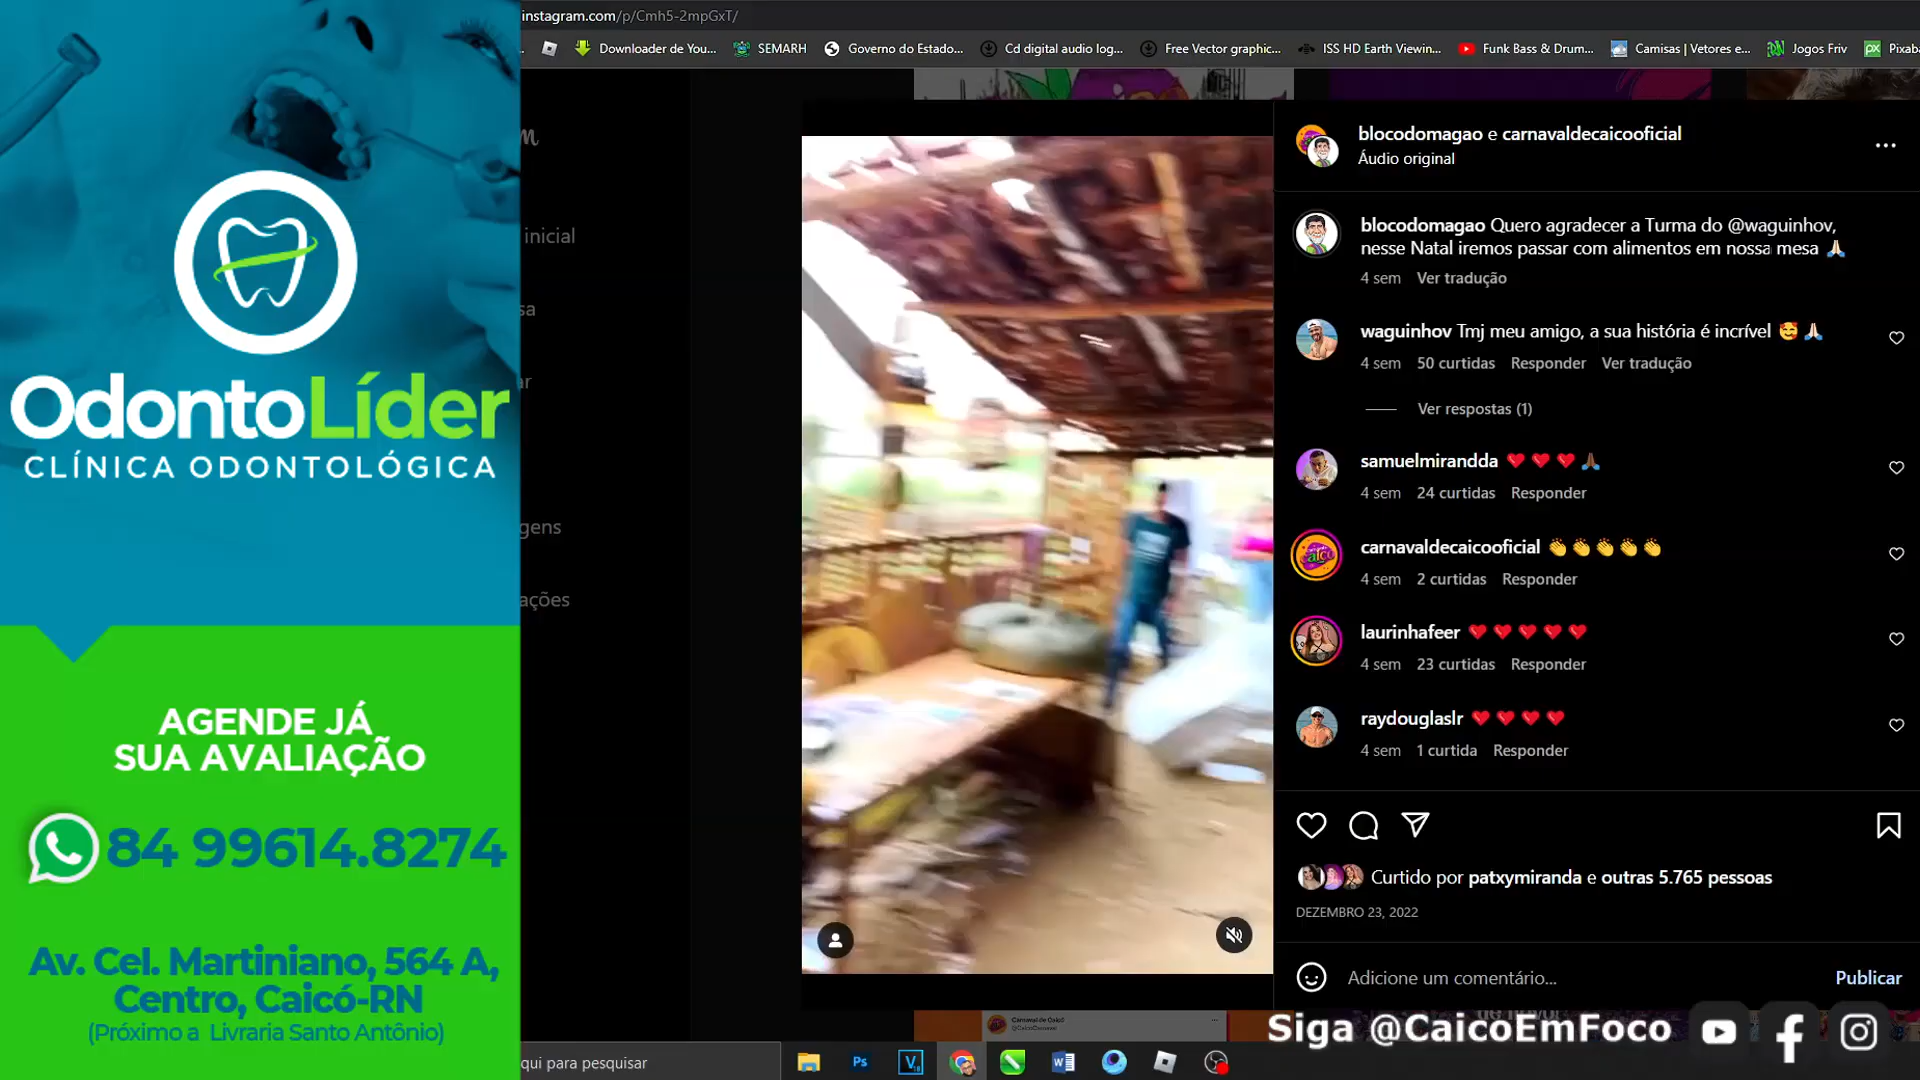 instagram.com/p/Cmh5-2mpGxT/
Downloader de You...
SEMARH
Governo do Estado...
Cd digital audio log...
Free Vector graphic...
ISS HD Earth Viewin...
Funk Bass & Drum...
Camisas | Vetores e...
Jogos Friv
Pixaba
OdontoLíder
CLÍNICA ODONTOLÓGICA
AGENDE JÁ
SUA AVALIAÇÃO
84 99614.8274
Av. Cel. Martiniano, 564 A,
Centro, Caicó-RN
(Próximo a Livraria Santo Antônio)
m
inicial
sa
ar
gens
ações
blocodomagao e carnavaldecaicooficial
Áudio original
blocodomagao Quero agradecer a Turma do @waguinhov,
nesse Natal iremos passar com alimentos em nossa mesa 🙏🏻
4 sem Ver tradução
waguinhov Tmj meu amigo, a sua história é incrível 🥰 🙏🏻
4 sem 50 curtidas Responder Ver tradução
Ver respostas (1)
samuelmirandda ❤️ ❤️ ❤️ 🙏🏾
4 sem 24 curtidas Responder
carnavaldecaicooficial 👏 👏 👏 👏 👏
4 sem 2 curtidas Responder
laurinhafeer ❤️ ❤️ ❤️ ❤️ ❤️
4 sem 23 curtidas Responder
raydouglaslr ❤️ ❤️ ❤️ ❤️
4 sem 1 curtida Responder
Curtido por patxymiranda e outras 5.765 pessoas
DEZEMBRO 23, 2022
Adicione um comentário...
Publicar
Carnaval de Caicó
Siga @CaicoEmFoco
qui para pesquisar
Ps